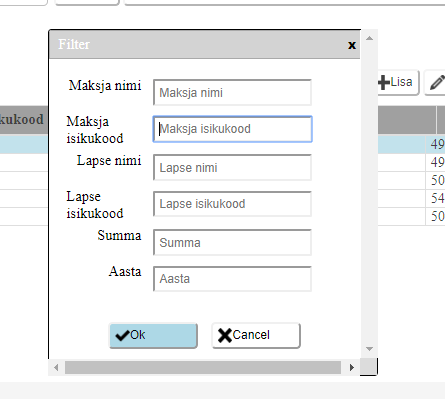 Filter x
Maksja nimi Maksja nimi
Lisa
Maksja
isikukood Maksja isikukood
kukood
49
Lapse nimi Lapse nimi
49
50
Lapse
isikukood Lapse isikukood
54
50
Summa Summa
Aasta Aasta
Ok Cancel